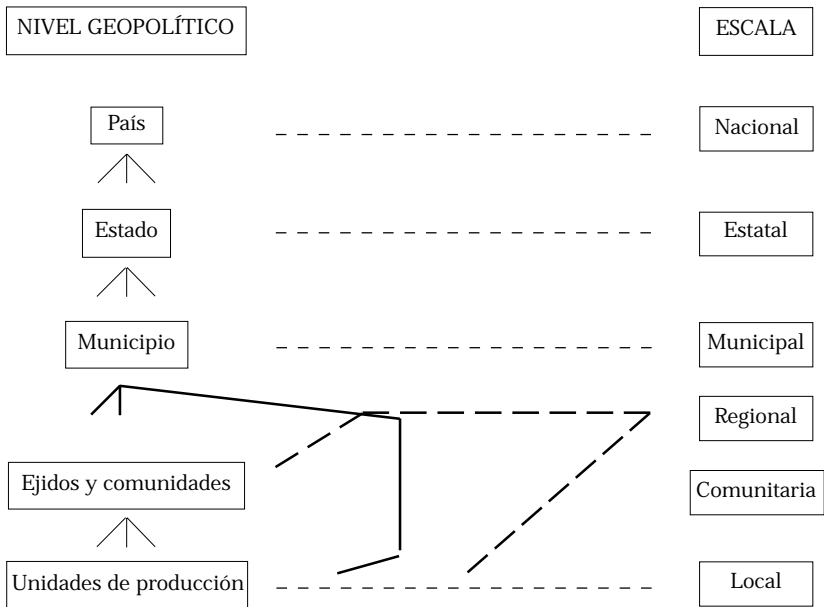 NIVEL GEOPOLÍTICO
ESCALA
País
Nacional
Estado
Estatal
Municipio
Municipal
Regional
Ejidos y comunidades
Comunitaria
Unidades de producción
Local